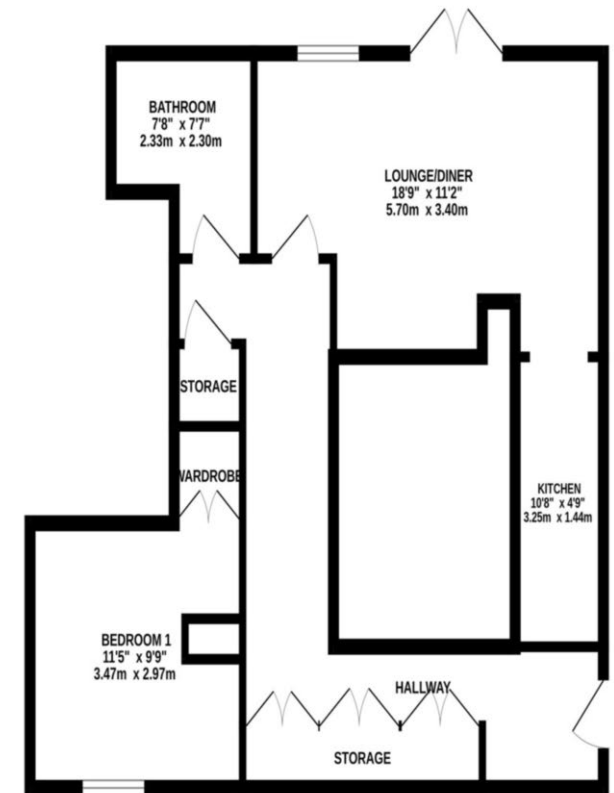 BATHROOM
7'8" x 7'7"
2.33m x 2.30m
LOUNGE/DINER
18'9" x 11'2"
5.70m x 3.40m
STORAGE
WARDROBE
KITCHEN
10'8" x 4'9"
3.25m x 1.44m
BEDROOM 1
11'5" x 9'9"
3.47m x 2.97m
HALLWAY
STORAGE